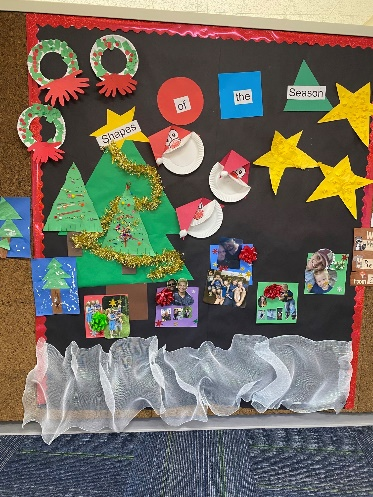 Shapes
of
the
Season